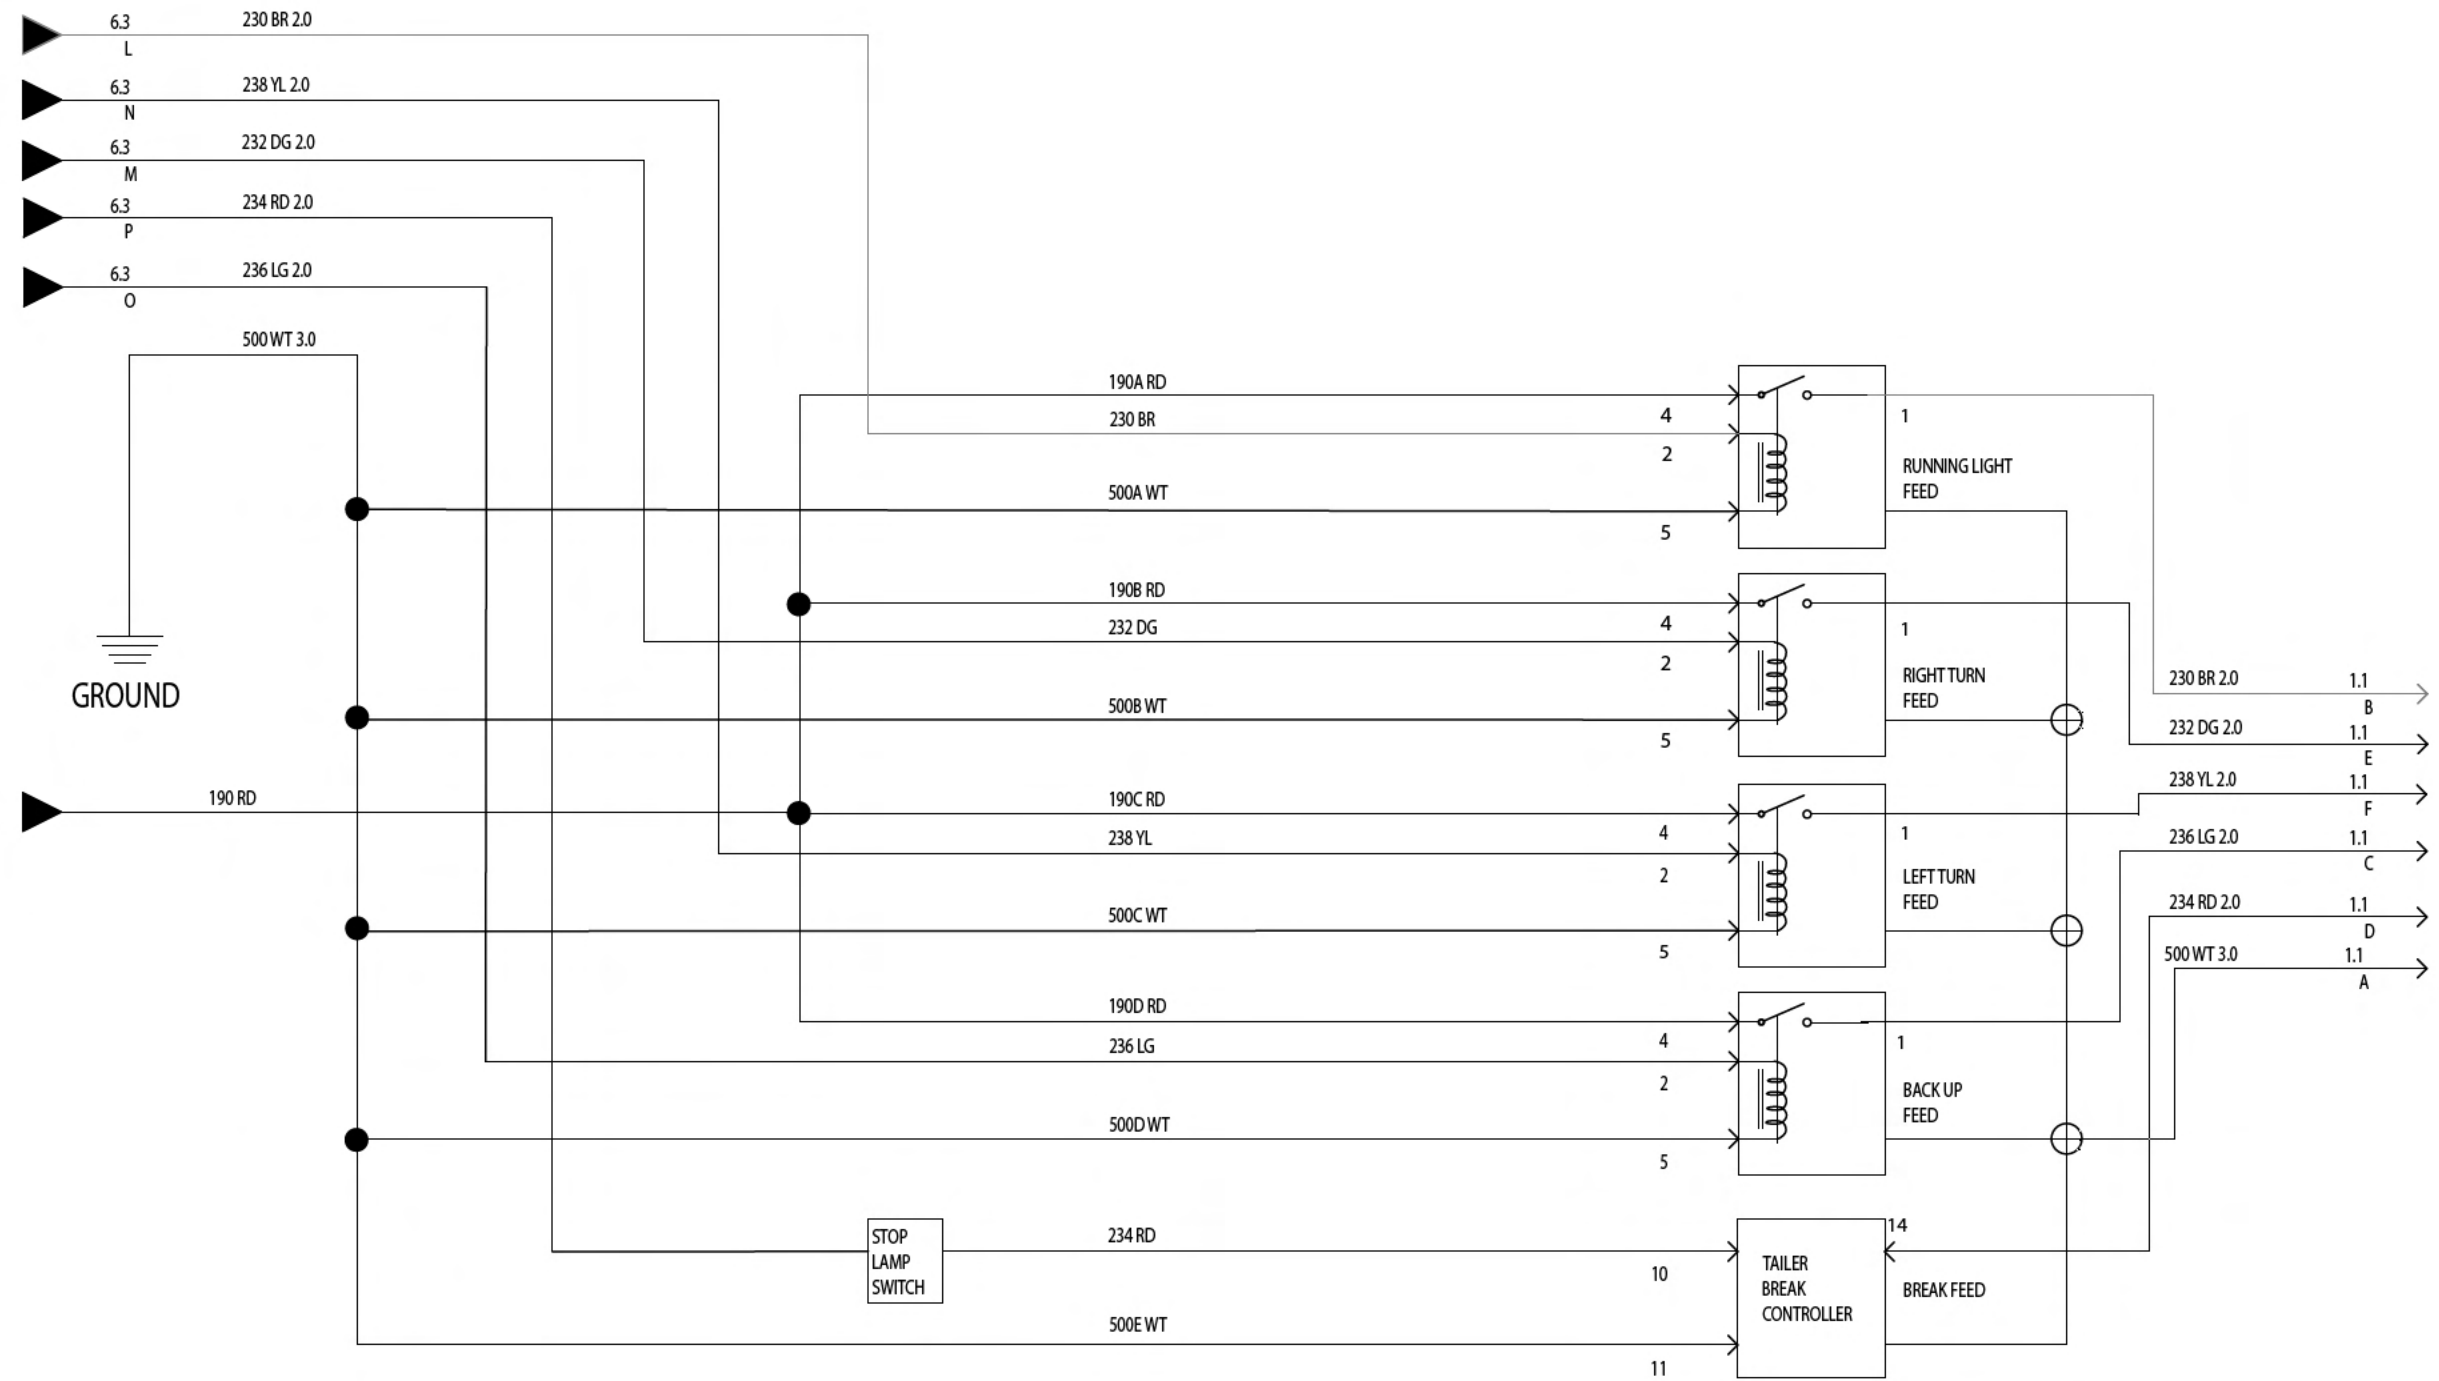 6.3
L
230 BR 2.0
6.3
N
238 YL 2.0
6.3
M
232 DG 2.0
6.3
P
234 RD 2.0
6.3
O
236 LG 2.0
500 WT 3.0
GROUND
190 RD
190A RD
4
230 BR
2
500A WT
5
1
RUNNING LIGHT
FEED
190B RD
4
232 DG
2
500B WT
5
1
RIGHT TURN
FEED
190C RD
4
238 YL
2
500C WT
5
1
LEFT TURN
FEED
190D RD
4
236 LG
2
500D WT
5
1
BACK UP
FEED
STOP
LAMP
SWITCH
234 RD
10
500E WT
11
TAILER
BREAK
CONTROLLER
14
BREAK FEED
230 BR 2.0
1.1
B
232 DG 2.0
1.1
E
238 YL 2.0
1.1
F
236 LG 2.0
1.1
C
234 RD 2.0
1.1
D
500 WT 3.0
1.1
A